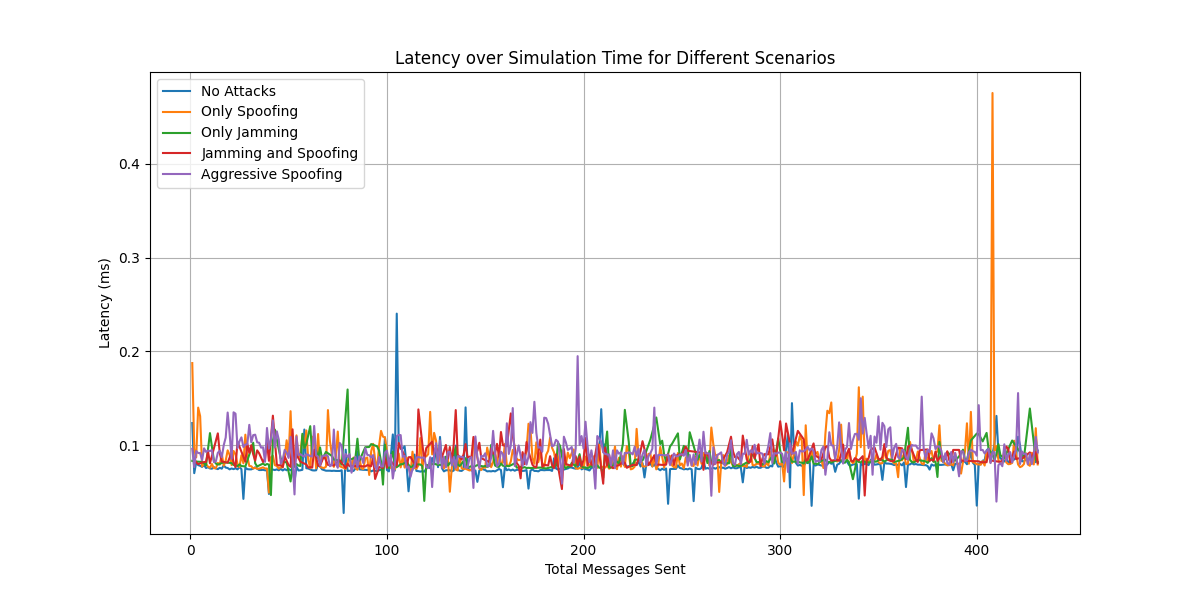 Latency over Simulation Time for Different Scenarios
No Attacks
Only Spoofing
Only Jamming
Jamming and Spoofing
Aggressive Spoofing
0.4
0.3
0.2
0.1
Latency (ms)
0 100 200 300 400
Total Messages Sent